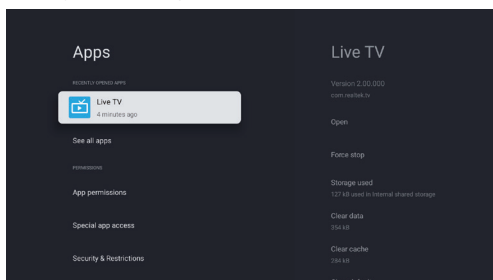 Apps
RECENTLY OPENED APPS
Live TV
4 minutes ago
See all apps
PERMISSIONS
App permissions
Special app access
Security & Restrictions
Live TV
Version 2.00.000
com.realtek.tv
Open
Force stop
Storage used
127 kB used in Internal shared storage
Clear data
354 kB
Clear cache
284 kB